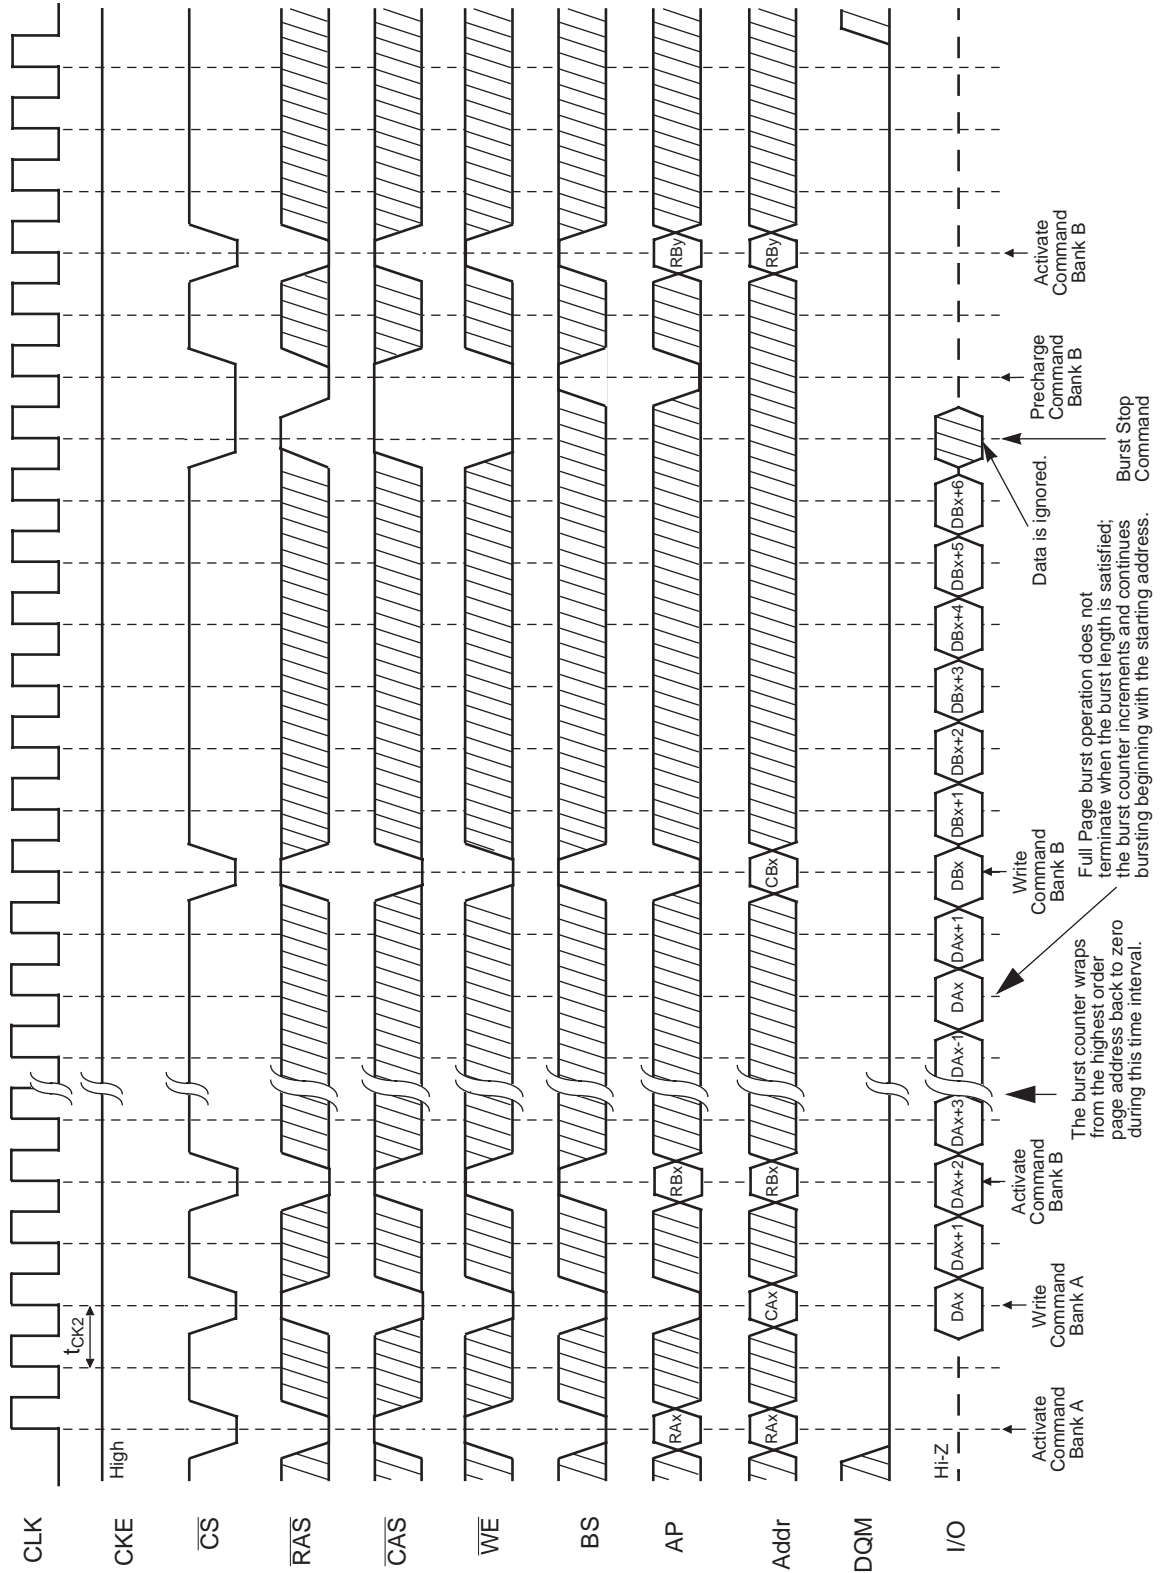 CLK
t CK2
CKE
High
CS
RAS
CAS
WE
BS
AP
RAx
RBx
RBy
Addr
RAx
CAx
RBx
CBx
RBy
DQM
I/O
Hi-Z
DAx
DAx+1
DAx+2
DAx+3
DAx-1
DAx
DAx+1
DBx
DBx+1
DBx+2
DBx+3
DBx+4
DBx+5
DBx+6
Activate
Command
Bank A
Write
Command
Bank A
Activate
Command
Bank B
Write
Command
Bank B
Data is ignored.
Precharge
Command
Bank B
Activate
Command
Bank B
The burst counter wraps
from the highest order
page address back to zero
during this time interval.
Full Page burst operation does not
terminate when the burst length is satisfied;
the burst counter increments and continues
bursting beginning with the starting address.
Burst Stop
Command